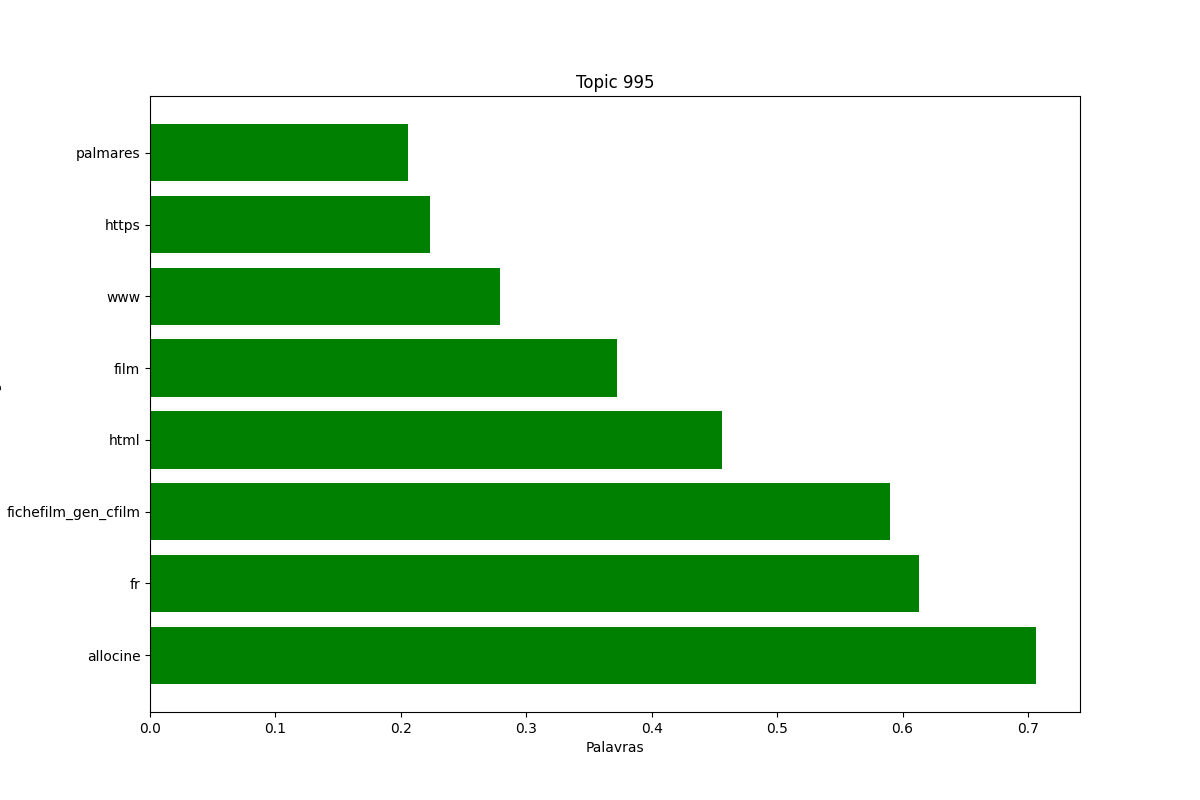 Topic 995
palmares
https
www
film
html
fichefilm_gen_cfilm
fr
allocine
0.0 0.1 0.2 0.3 0.4 0.5 0.6 0.7
Palavras